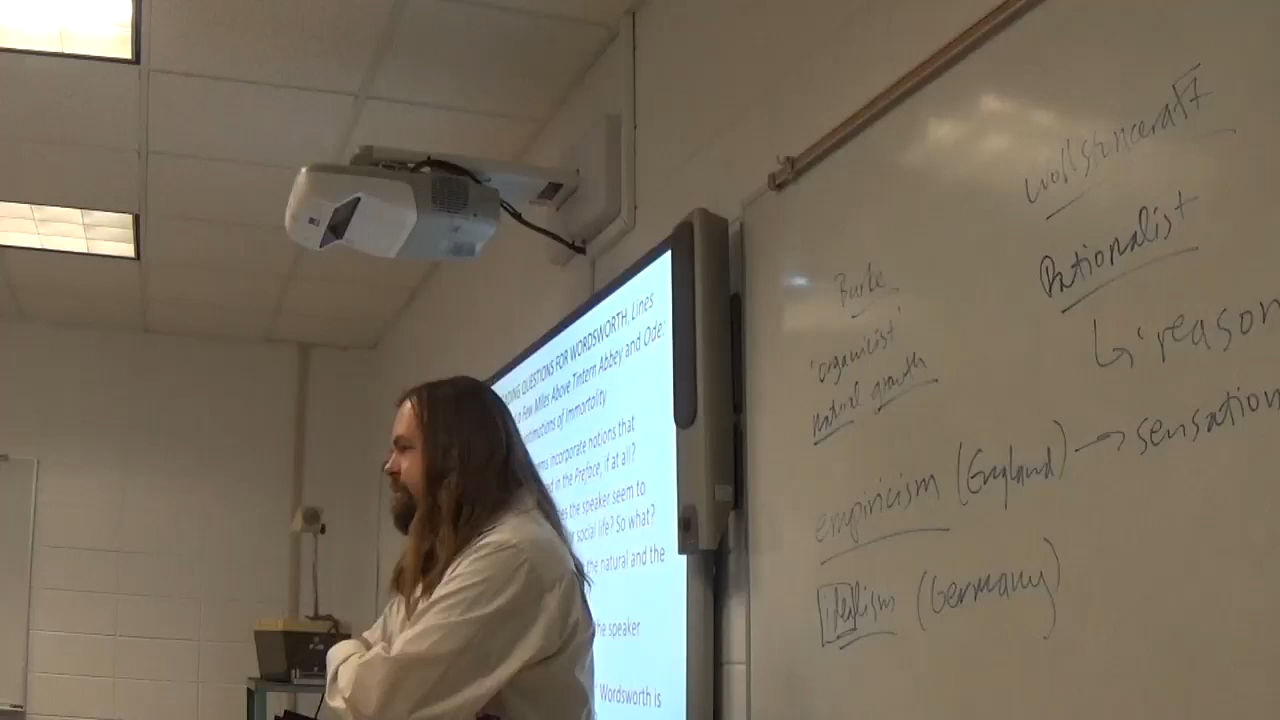 READING QUESTIONS FOR WORDSWORTH, Lines
a Few Miles Above Tintern Abbey and Ode:
Intimations of Immortality
incorporate notions that
in the Preface, if at all?
the speaker seem to
social life? So what?
the natural and the
the speaker
Wordsworth is
Wollstonecraft
Rationalist
↳ 'reason
Burke
'organicist'
natural growth
empiricism (England) → sensation
idealism (Germany)